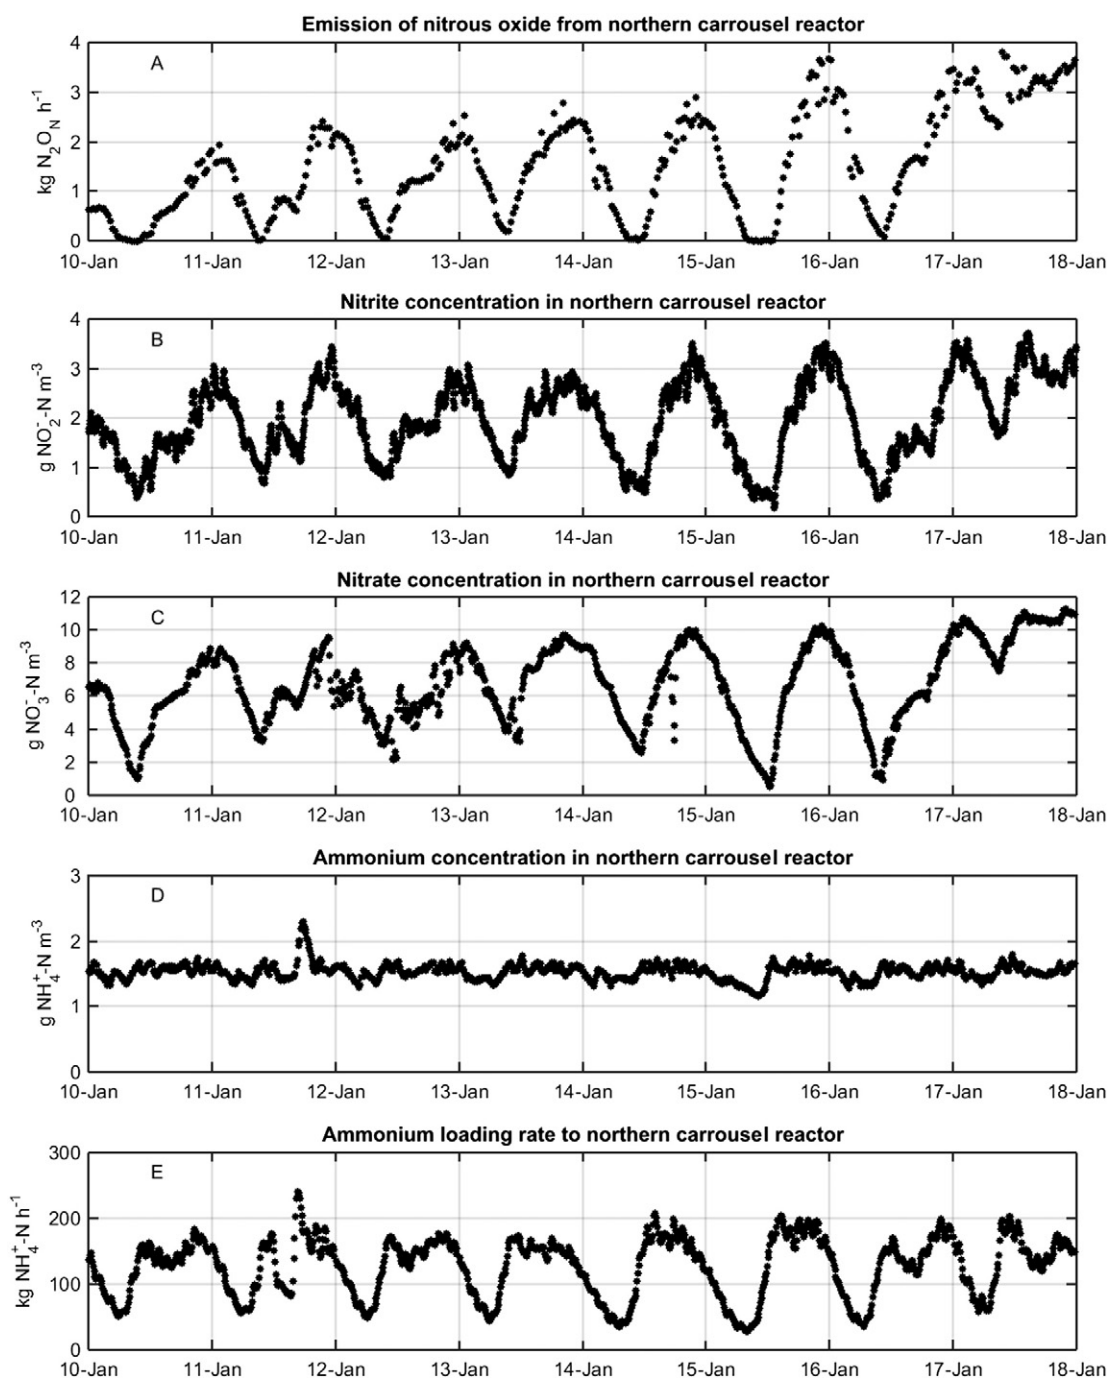 Emission of nitrous oxide from northern carrousel reactor
A
kg N₂O_N h⁻¹
4
3
2
1
0
10-Jan 11-Jan 12-Jan 13-Jan 14-Jan 15-Jan 16-Jan 17-Jan 18-Jan
Nitrite concentration in northern carrousel reactor
B
g NO₂⁻-N m⁻³
4
3
2
1
0
10-Jan 11-Jan 12-Jan 13-Jan 14-Jan 15-Jan 16-Jan 17-Jan 18-Jan
Nitrate concentration in northern carrousel reactor
C
g NO₃⁻-N m⁻³
12
10
8
6
4
2
0
10-Jan 11-Jan 12-Jan 13-Jan 14-Jan 15-Jan 16-Jan 17-Jan 18-Jan
Ammonium concentration in northern carrousel reactor
D
g NH₄⁺-N m⁻³
3
2
1
0
10-Jan 11-Jan 12-Jan 13-Jan 14-Jan 15-Jan 16-Jan 17-Jan 18-Jan
Ammonium loading rate to northern carrousel reactor
E
kg NH₄⁺-N h⁻¹
300
200
100
0
10-Jan 11-Jan 12-Jan 13-Jan 14-Jan 15-Jan 16-Jan 17-Jan 18-Jan